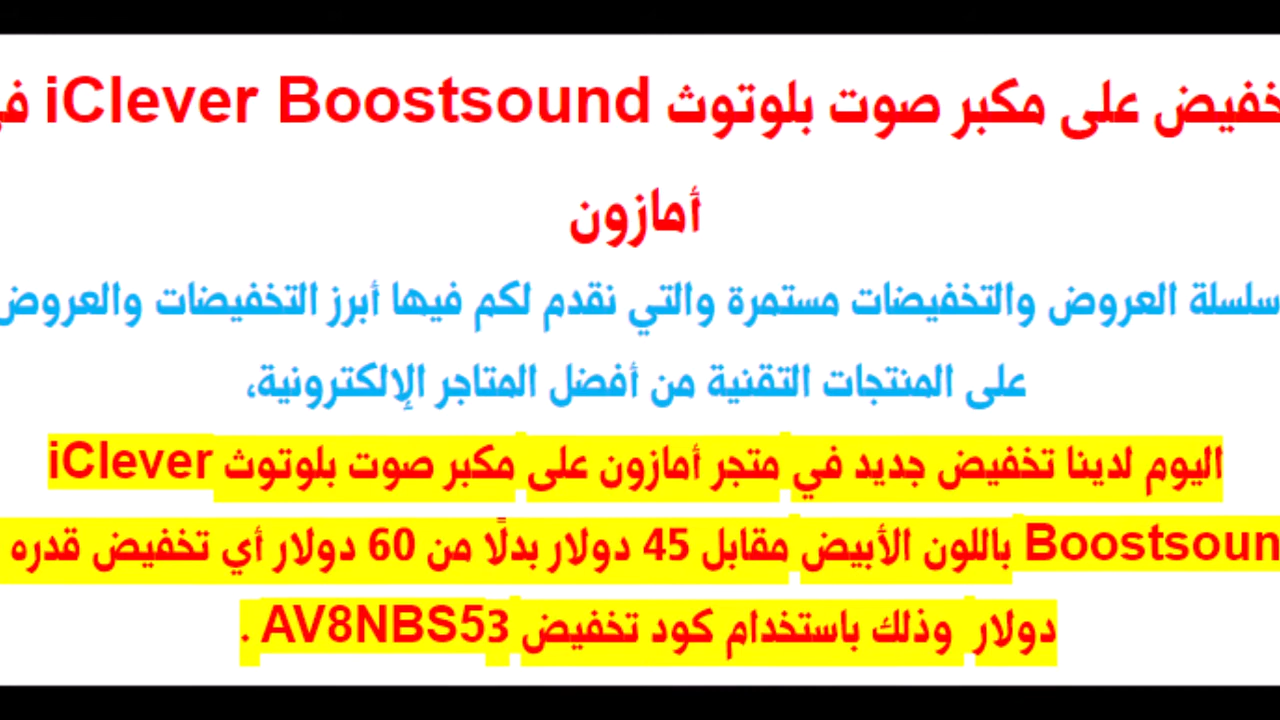 خفيض على مكبر صوت بلوتوث iClever Boostsound في
أمازون
سلسلة العروض والتخفيضات مستمرة والتي نقدم لكم فيها أبرز التخفيضات والعروض
على المنتجات التقنية من أفضل المتاجر الإلكترونية،
اليوم لدينا تخفيض جديد في متجر أمازون على مكبر صوت بلوتوث iClever
Boostsoun باللون الأبيض مقابل 45 دولار بدلًا من 60 دولار أي تخفيض قدره
دولار وذلك باستخدام كود تخفيض AV8NBS53 .